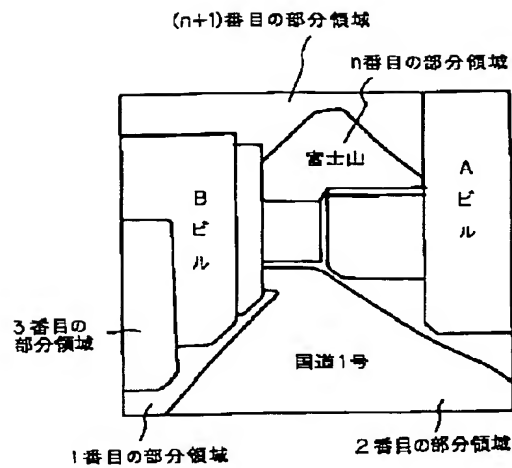 (n+1)番目の部分領域
n番目の部分領域
富士山
Aビル
Bビル
3番目の
部分領域
国道1号
1番目の部分領域
2番目の部分領域